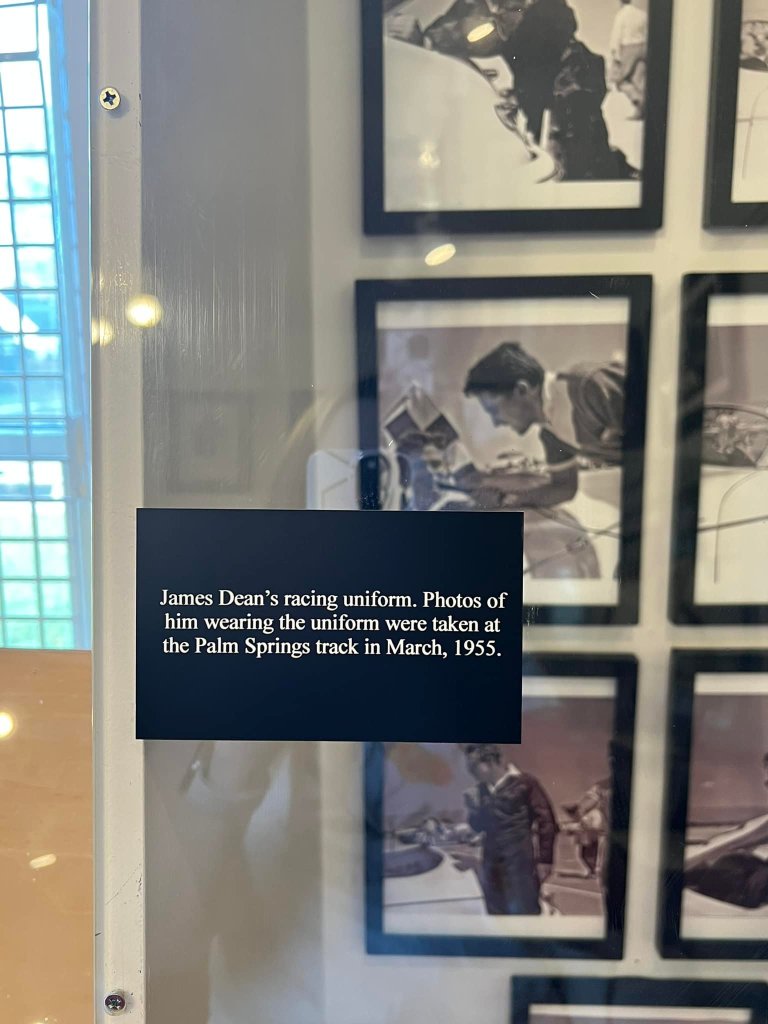 James Dean’s racing uniform. Photos of
him wearing the uniform were taken at
the Palm Springs track in March, 1955.